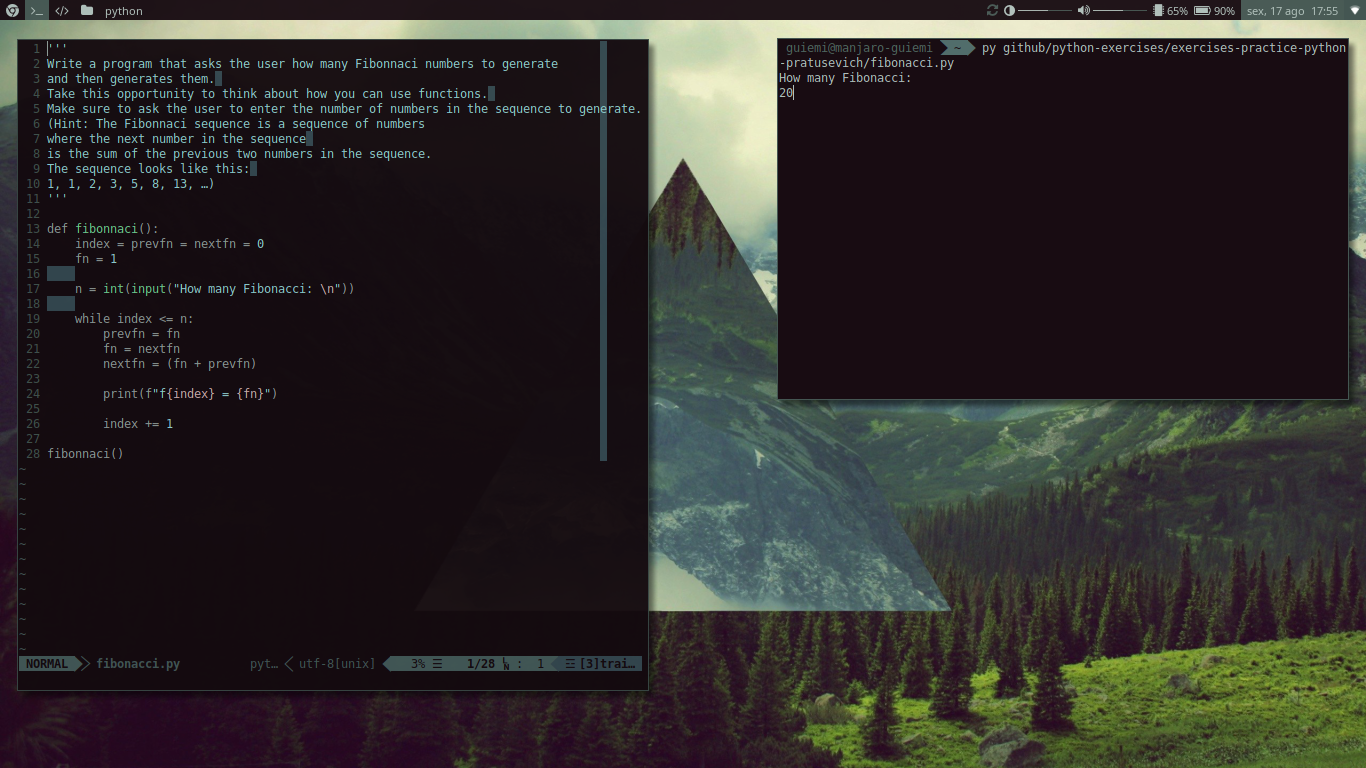 python
65% 90% sex, 17 ago 17:55
1 '''
2 Write a program that asks the user how many Fibonnaci numbers to generate
3 and then generates them.
4 Take this opportunity to think about how you can use functions.
5 Make sure to ask the user to enter the number of numbers in the sequence to generate.
6 (Hint: The Fibonnaci sequence is a sequence of numbers
7 where the next number in the sequence
8 is the sum of the previous two numbers in the sequence.
9 The sequence looks like this:
10 1, 1, 2, 3, 5, 8, 13, …)
11 '''
12
13 def fibonnaci():
14     index = prevfn = nextfn = 0
15     fn = 1
16
17     n = int(input("How many Fibonacci: \n"))
18
19     while index <= n:
20         prevfn = fn
21         fn = nextfn
22         nextfn = (fn + prevfn)
23
24         print(f"f{index} = {fn}")
25
26         index += 1
27
28 fibonnaci()
~
~
~
~
~
~
~
~
~
~
~
~
~
NORMAL fibonacci.py pyt… utf-8[unix] 3% ☰ 1/28 : 1 ☲ [3]trai…
guiemi@manjaro-guiemi ~ py github/python-exercises/exercises-practice-python
-pratusevich/fibonacci.py
How many Fibonacci:
20